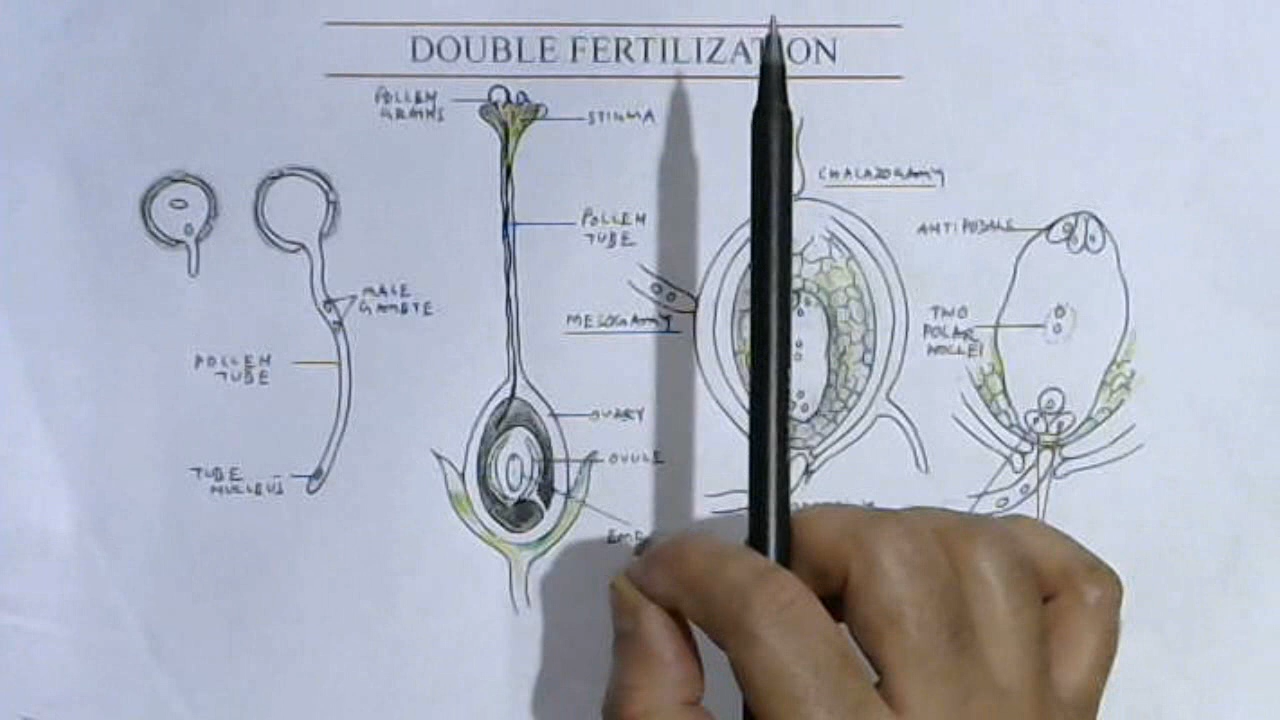 DOUBLE FERTILIZATION
POLLEN
GRAINS
STIGMA
CHALAZOGAMY
POLLEN
TUBE
ANTIPODALS
MALE
GAMETE
MESOGAMY
TWO
POLAR
NUCLEI
POLLEN
TUBE
OVARY
OVULE
TUBE
NUCLEUS